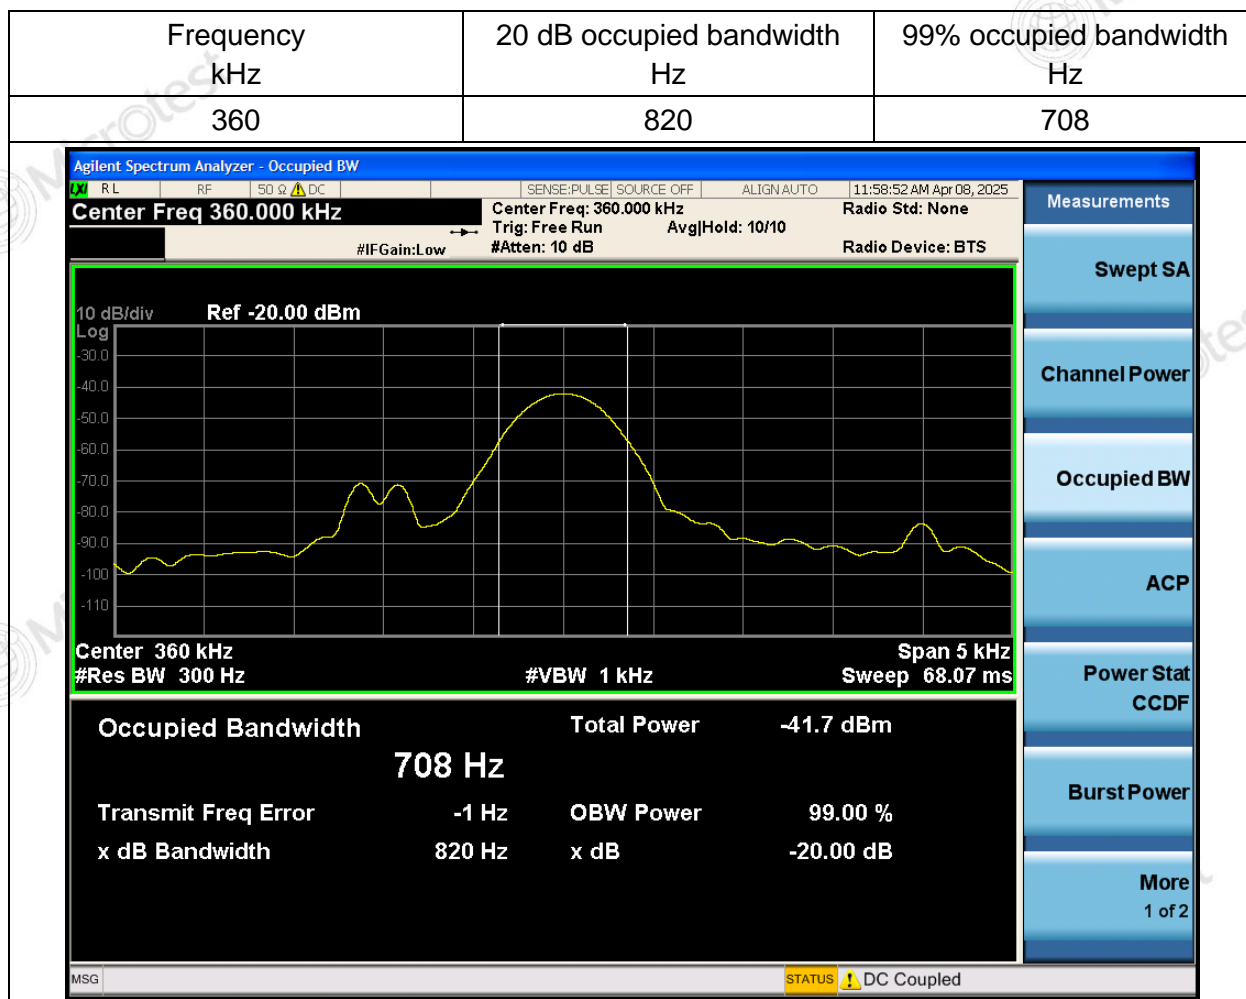 Frequency
kHz
20 dB occupied bandwidth
Hz
99% occupied bandwidth
Hz
360
820
708
Microtest
Agilent Spectrum Analyzer - Occupied BW
LXI RL RF 50 Ω DC SENSE:PULSE SOURCE OFF ALIGN AUTO 11:58:52 AM Apr 08, 2025
Center Freq 360.000 kHz
#IFGain:Low
Center Freq: 360.000 kHz
Trig: Free Run Avg|Hold: 10/10
#Atten: 10 dB
Radio Std: None
Radio Device: BTS
10 dB/div Ref -20.00 dBm
Log
-30.0
-40.0
-50.0
-60.0
-70.0
-80.0
-90.0
-100
-110
Center 360 kHz Span 5 kHz
#Res BW 300 Hz #VBW 1 kHz Sweep 68.07 ms
Occupied Bandwidth Total Power -41.7 dBm
708 Hz
Transmit Freq Error -1 Hz OBW Power 99.00 %
x dB Bandwidth 820 Hz x dB -20.00 dB
MSG STATUS DC Coupled
Measurements
Swept SA
Channel Power
Occupied BW
ACP
Power Stat
CCDF
Burst Power
More
1 of 2